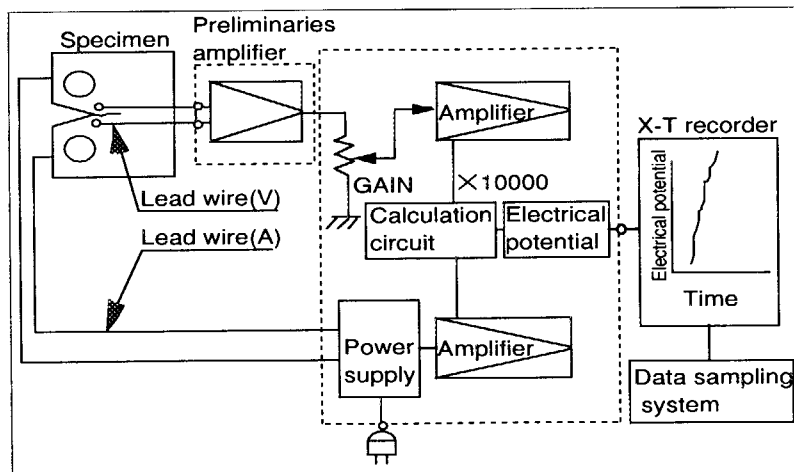 Specimen
Preliminaries
amplifier
Lead wire(V)
Lead wire(A)
GAIN
Amplifier
×10000
Calculation
circuit
Electrical
potential
Power
supply
Amplifier
X-T recorder
Electrical potential
Time
Data sampling
system